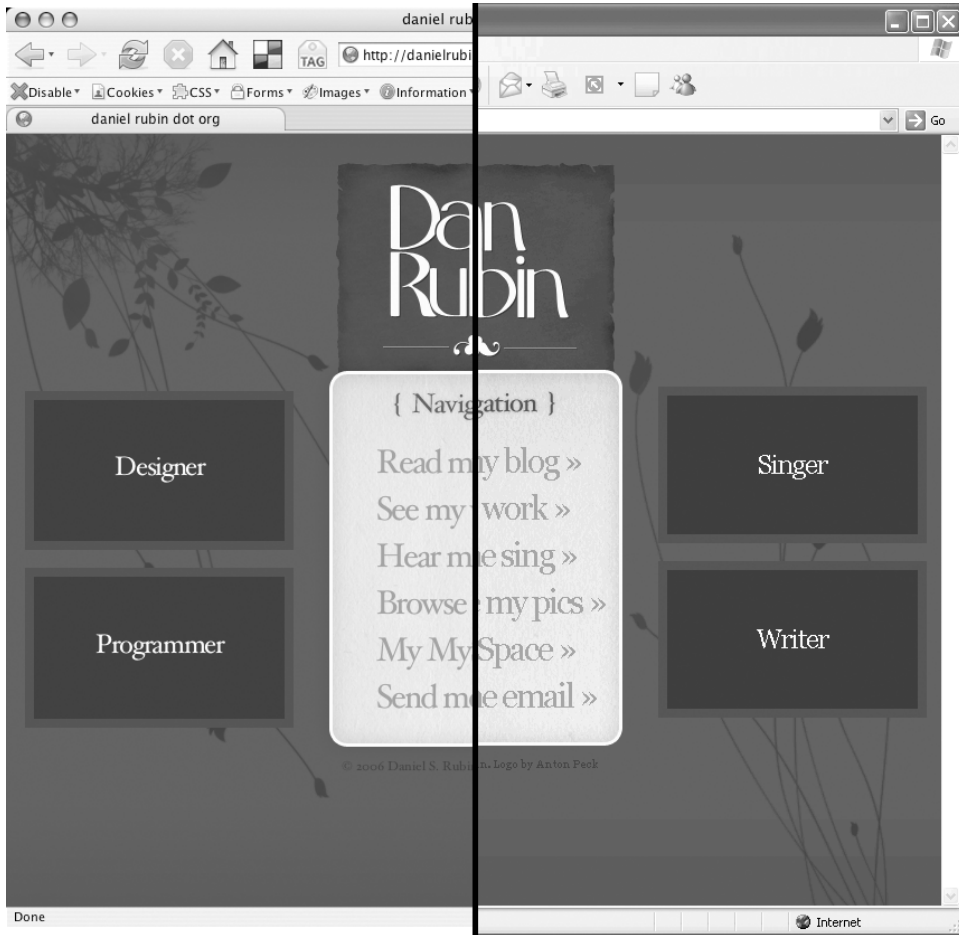 daniel rub
TAG
http://danielrubi
Disable Cookies CSS Forms Images Information
Go
daniel rubin dot org
Dan
Rubin
{ Navigation }
Read my blog »
See my work »
Hear me sing »
Browse my pics »
My MySpace »
Send me email »
Designer
Singer
Programmer
Writer
© 2006 Daniel S. Rubin. Logo by Anton Peck
Done
Internet